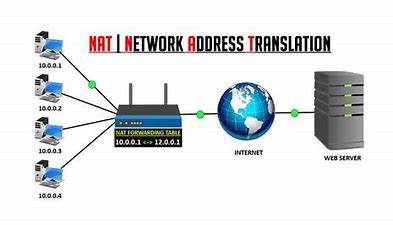 NAT | NETWORK ADDRESS TRANSLATION
10.0.0.1
10.0.0.2
10.0.0.3
10.0.0.4
NAT FORWARDING TABLE
10.0.0.1 <-> 12.0.0.1
INTERNET
WEB SERVER